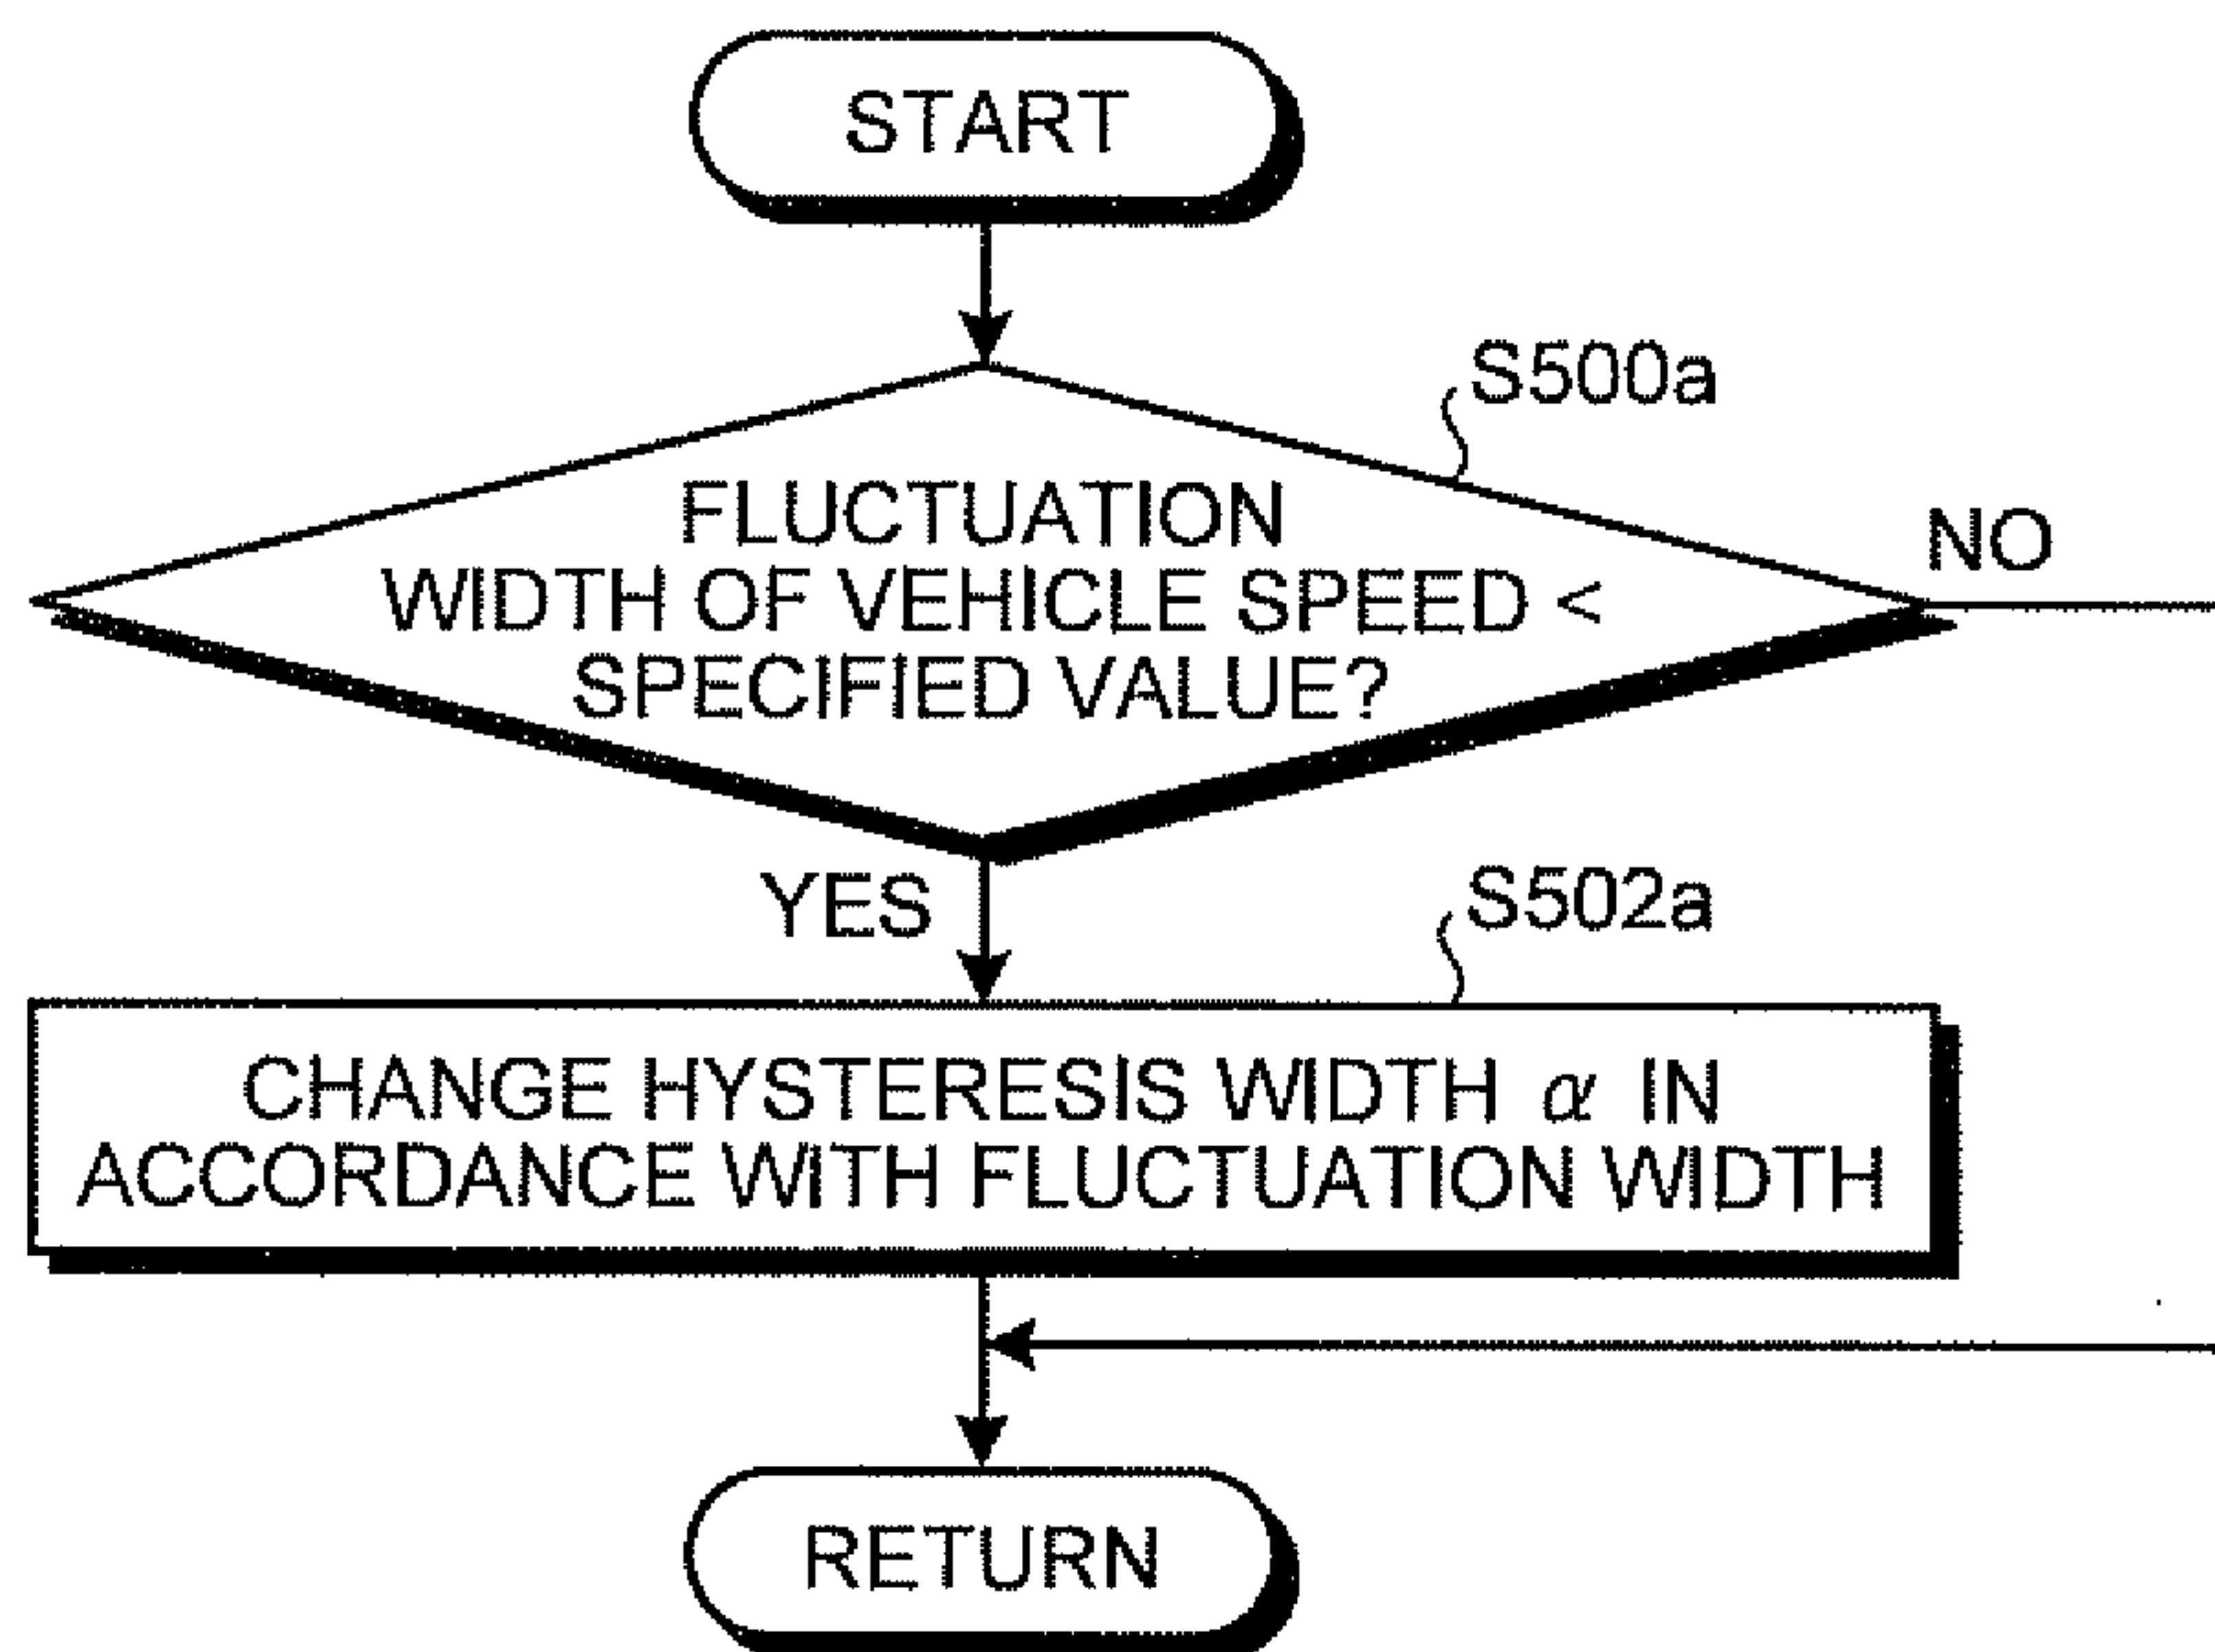 START
S500a
FLUCTUATION
WIDTH OF VEHICLE SPEED <
SPECIFIED VALUE?
NO
YES
S502a
CHANGE HYSTERESIS WIDTH α IN
ACCORDANCE WITH FLUCTUATION WIDTH
RETURN